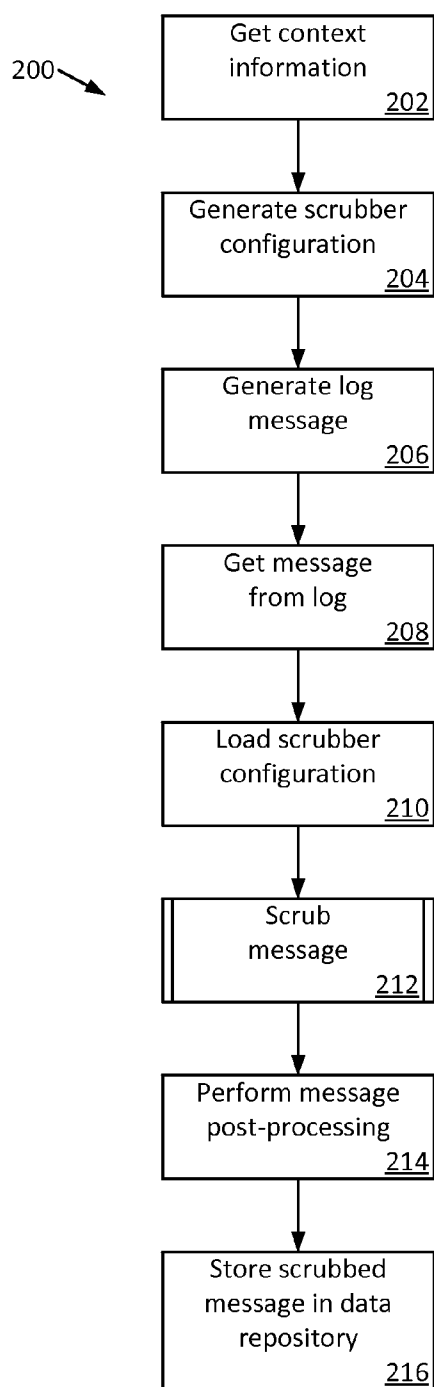 200
Get context
information
202
Generate scrubber
configuration
204
Generate log
message
206
Get message
from log
208
Load scrubber
configuration
210
Scrub
message
212
Perform message
post-processing
214
Store scrubbed
message in data
repository
216